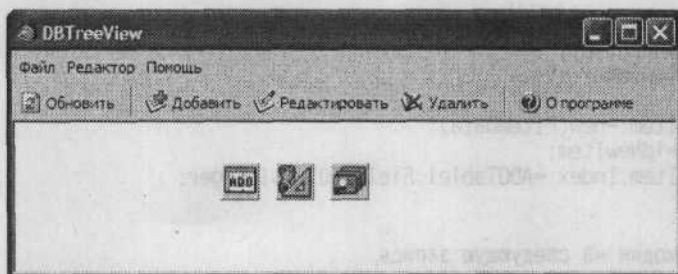 DBTreeView
Файл Редактор Помощь
Обновить Добавить Редактировать Удалить О программе
ADO